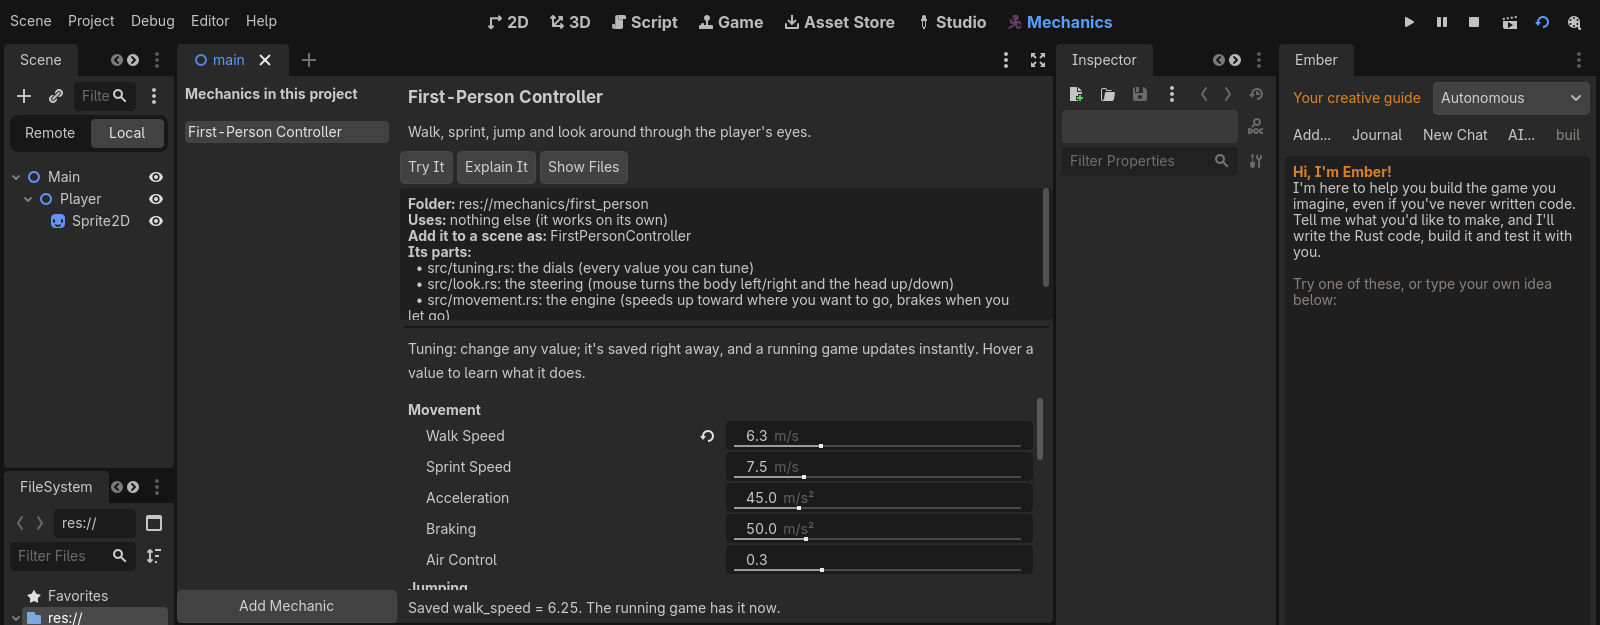 Scene Project Debug Editor Help
2D 3D Script Game Asset Store Studio Mechanics
Scene
Filte
Remote Local
Main
Player
Sprite2D
FileSystem
res://
Filter Files
Favorites
res://
main
Mechanics in this project
First-Person Controller
Add Mechanic
First-Person Controller
Walk, sprint, jump and look around through the player's eyes.
Try It Explain It Show Files
Folder: res://mechanics/first_person
Uses: nothing else (it works on its own)
Add it to a scene as: FirstPersonController
Its parts:
• src/tuning.rs: the dials (every value you can tune)
• src/look.rs: the steering (mouse turns the body left/right and the head up/down)
• src/movement.rs: the engine (speeds up toward where you want to go, brakes when you
let go)
Tuning: change any value; it's saved right away, and a running game updates instantly. Hover a
value to learn what it does.
Movement
Walk Speed 6.3 m/s
Sprint Speed 7.5 m/s
Acceleration 45.0 m/s²
Braking 50.0 m/s²
Air Control 0.3
Jumping
Saved walk_speed = 6.25. The running game has it now.
Inspector
DOC
Filter Properties
Ember
Your creative guide Autonomous
Add... Journal New Chat AI... buil
Hi, I'm Ember!
I'm here to help you build the game you
imagine, even if you've never written code.
Tell me what you'd like to make, and I'll
write the Rust code, build it and test it with
you.
Try one of these, or type your own idea
below: